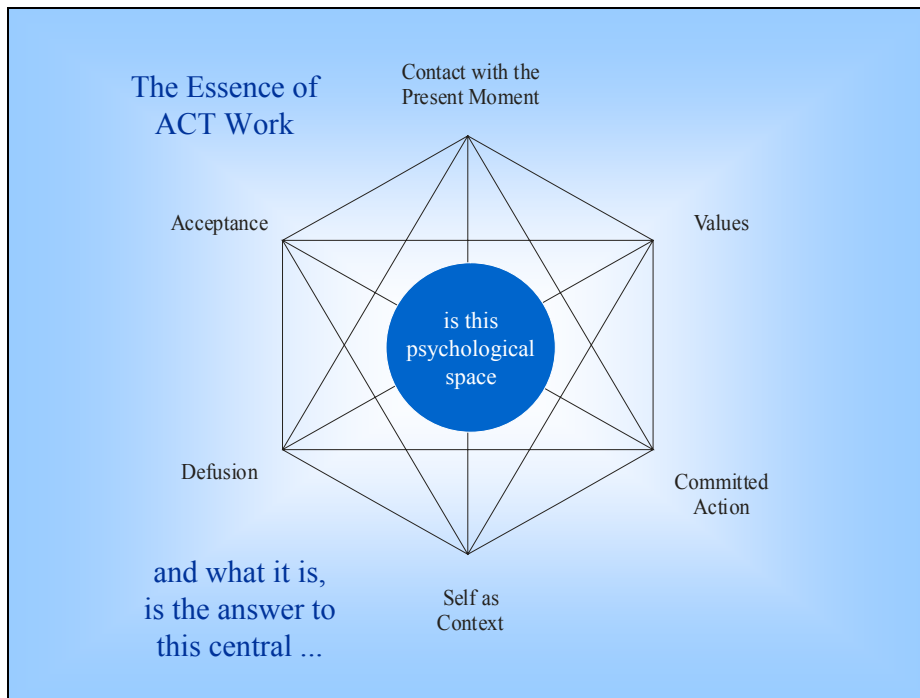 The Essence of
ACT Work
Contact with the
Present Moment
Acceptance
Values
is this
psychological
space
Defusion
Committed
Action
Self as
Context
and what it is,
is the answer to
this central ...